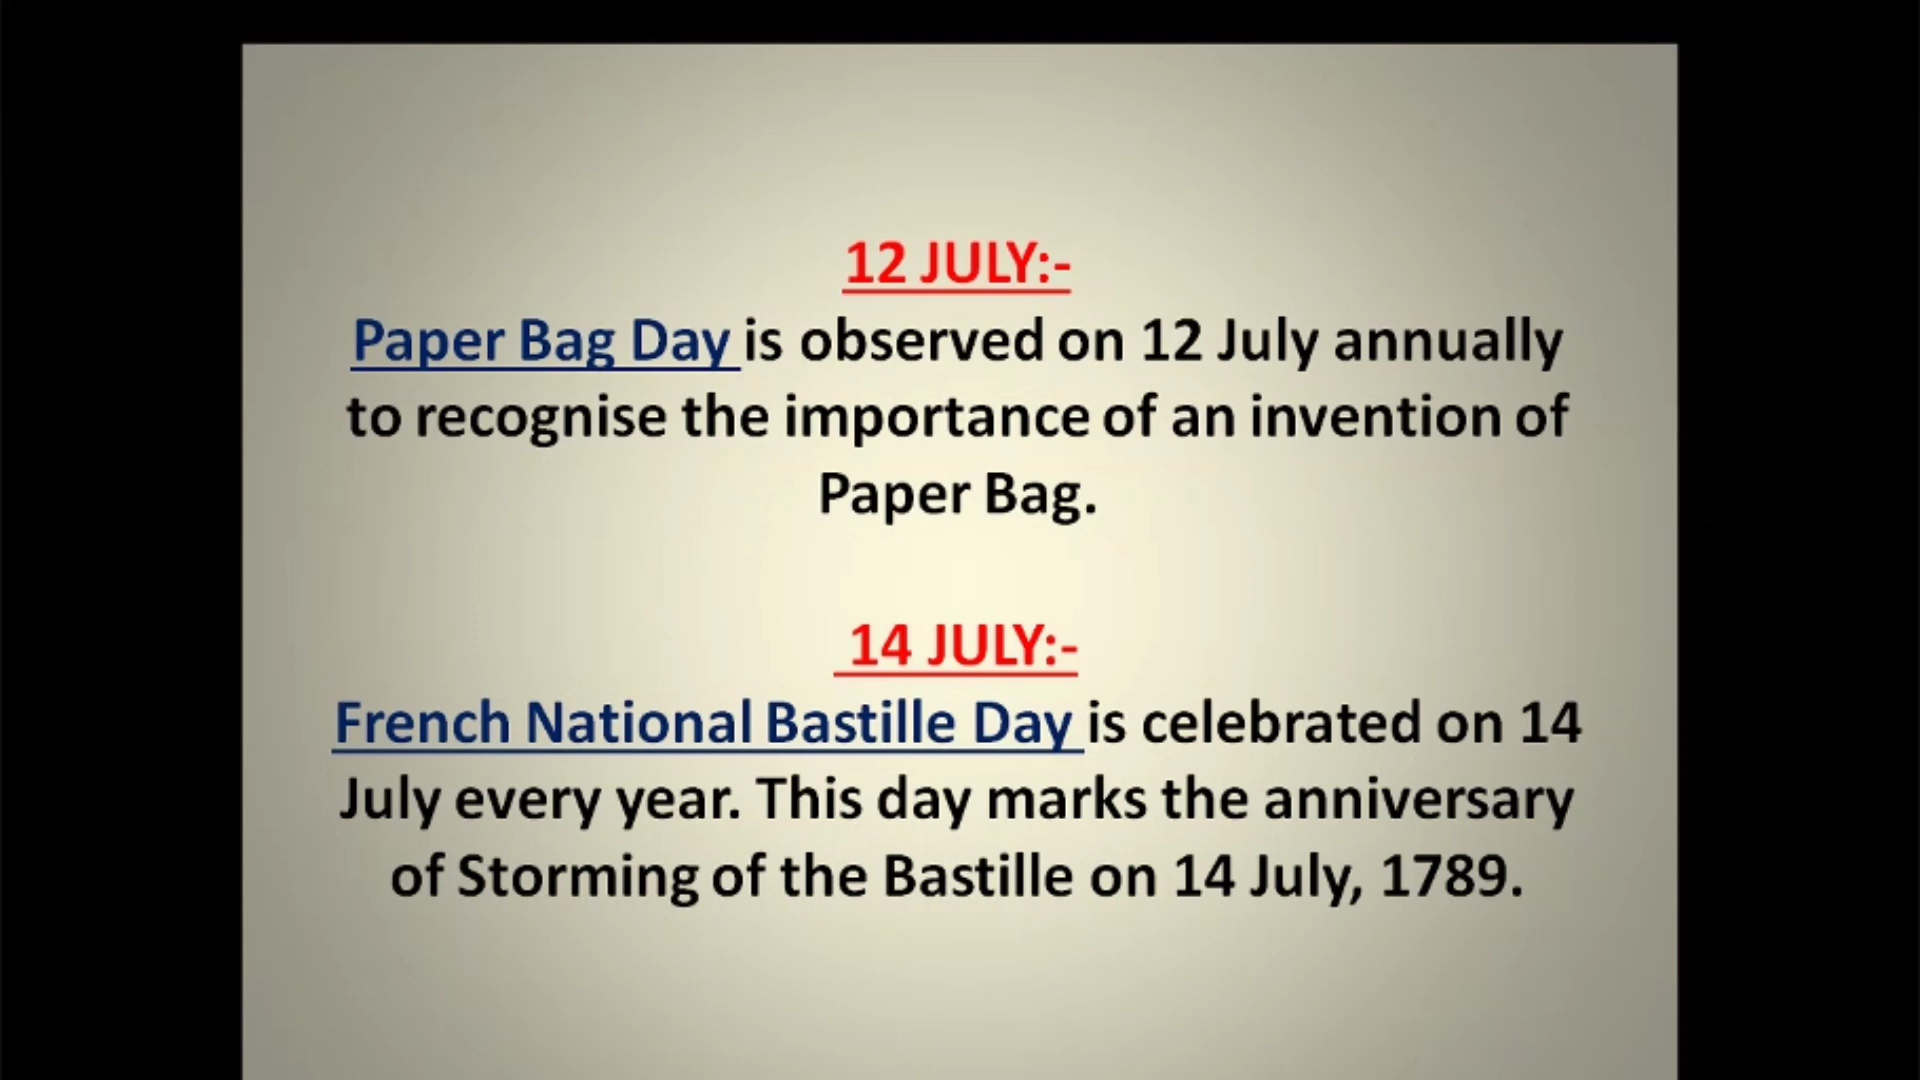 12 JULY:-
Paper Bag Day is observed on 12 July annually
to recognise the importance of an invention of
Paper Bag.
14 JULY:-
French National Bastille Day is celebrated on 14
July every year. This day marks the anniversary
of Storming of the Bastille on 14 July, 1789.